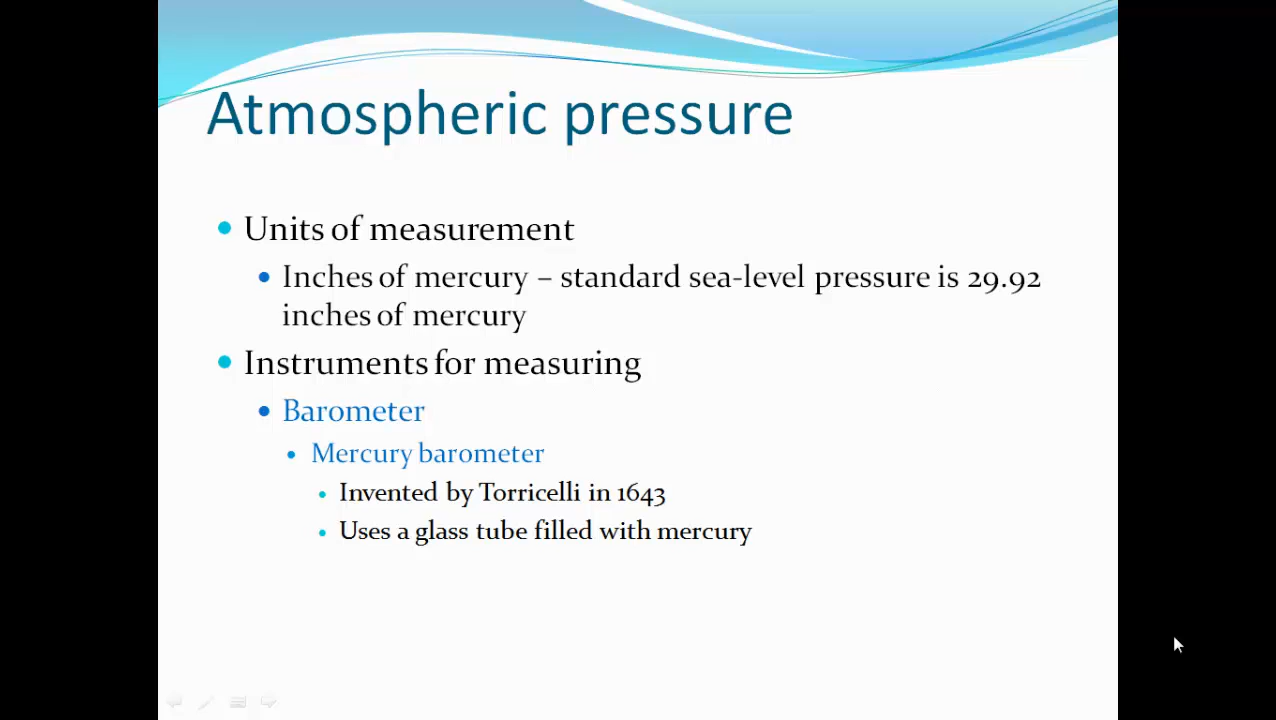 Atmospheric pressure
Units of measurement
Inches of mercury – standard sea-level pressure is 29.92
inches of mercury
Instruments for measuring
Barometer
Mercury barometer
Invented by Torricelli in 1643
Uses a glass tube filled with mercury